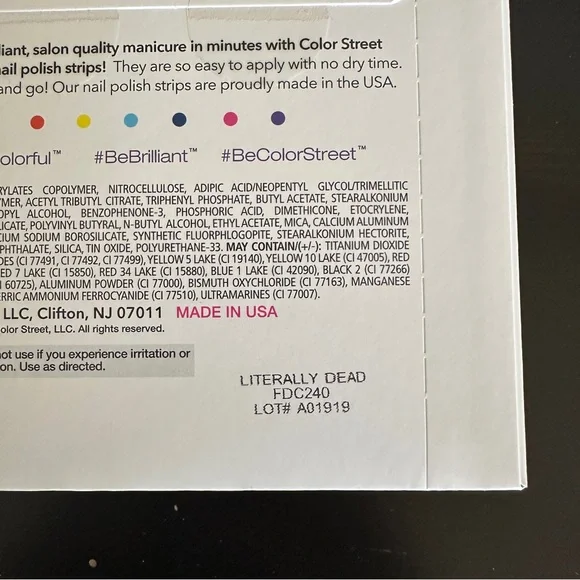 liant, salon quality manicure in minutes with Color Street
nail polish strips! They are so easy to apply with no dry time.
and go! Our nail polish strips are proudly made in the USA.
olorful™ #BeBrilliant™ #BeColorStreet™
RYLATES COPOLYMER, NITROCELLULOSE, ADIPIC ACID/NEOPENTYL GLYCOL/TRIMELLITIC
MER, ACETYL TRIBUTYL CITRATE, TRIPHENYL PHOSPHATE, BUTYL ACETATE, STEARALKONIUM
OPYL ALCOHOL, BENZOPHENONE-3, PHOSPHORIC ACID, DIMETHICONE, ETOCRYLENE,
LICATE, POLYVINYL BUTYRAL, N-BUTYL ALCOHOL, ETHYL ACETATE, MICA, CALCIUM ALUMINUM
CIUM SODIUM BOROSILICATE, SYNTHETIC FLUORPHLOGOPITE, STEARALKONIUM HECTORITE,
PHTHALATE, SILICA, TIN OXIDE, POLYURETHANE-33. MAY CONTAIN/(+/-): TITANIUM DIOXIDE
DES (CI 77491, CI 77492, CI 77499), YELLOW 5 LAKE (CI 19140), YELLOW 10 LAKE (CI 47005), RED
ED 7 LAKE (CI 15850), RED 34 LAKE (CI 15880), BLUE 1 LAKE (CI 42090), BLACK 2 (CI 77266)
I 60725), ALUMINUM POWDER (CI 77000), BISMUTH OXYCHLORIDE (CI 77163), MANGANESE
ERRIC AMMONIUM FERROCYANIDE (CI 77510), ULTRAMARINES (CI 77007).
LLC, Clifton, NJ 07011 MADE IN USA
olor Street, LLC. All rights reserved.
not use if you experience irritation or
on. Use as directed.
LITERALLY DEAD
FDC240
LOT# A01919